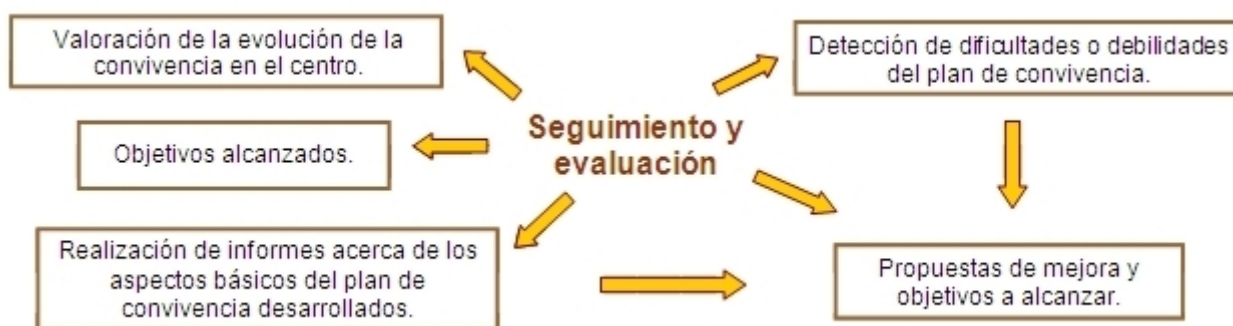 Valoración de la evolución de la
convivencia en el centro.
Detección de dificultades o debilidades
del plan de convivencia.
Seguimiento y
evaluación
Objetivos alcanzados.
Realización de informes acerca de los
aspectos básicos del plan de
convivencia desarrollados.
Propuestas de mejora y
objetivos a alcanzar.